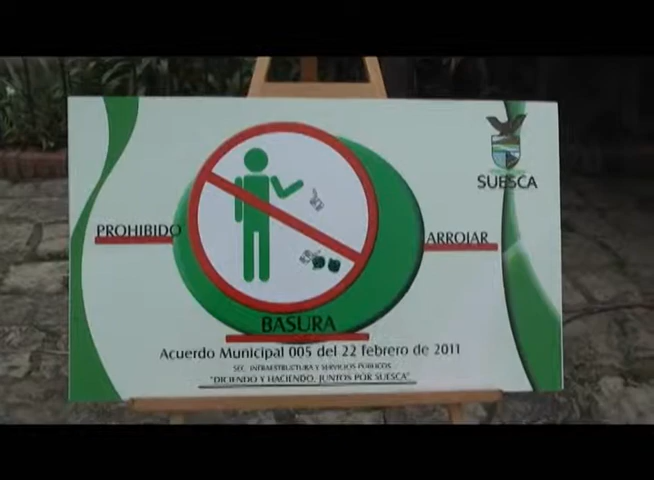 SUESCA
PROHIBIDO
ARROJAR
BASURA
Acuerdo Municipal 005 del 22 febrero de 2011
SEC. INFRAESTRUCTURA Y SERVICIOS PÚBLICOS
"DICIENDO Y HACIENDO, JUNTOS POR SUESCA"